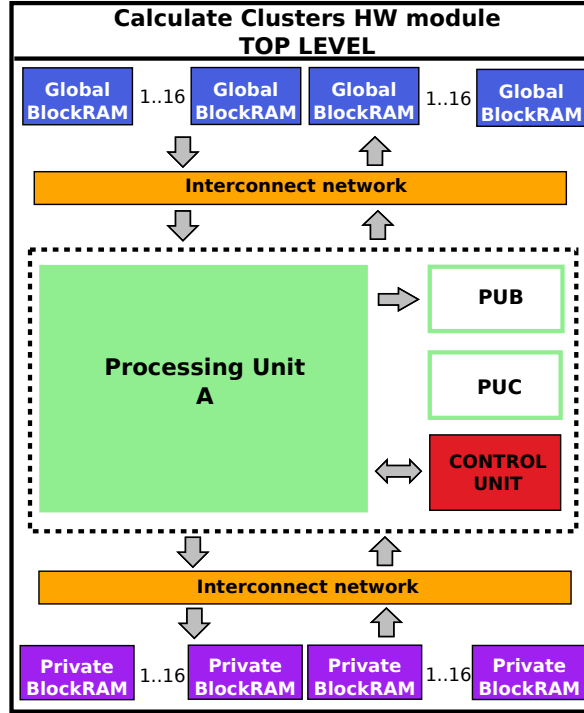 Calculate Clusters HW module
TOP LEVEL
Global
BlockRAM
1..16
Global
BlockRAM
Global
BlockRAM
1..16
Global
BlockRAM
Interconnect network
Processing Unit
A
PUB
PUC
CONTROL
UNIT
Interconnect network
Private
BlockRAM
1..16
Private
BlockRAM
Private
BlockRAM
1..16
Private
BlockRAM